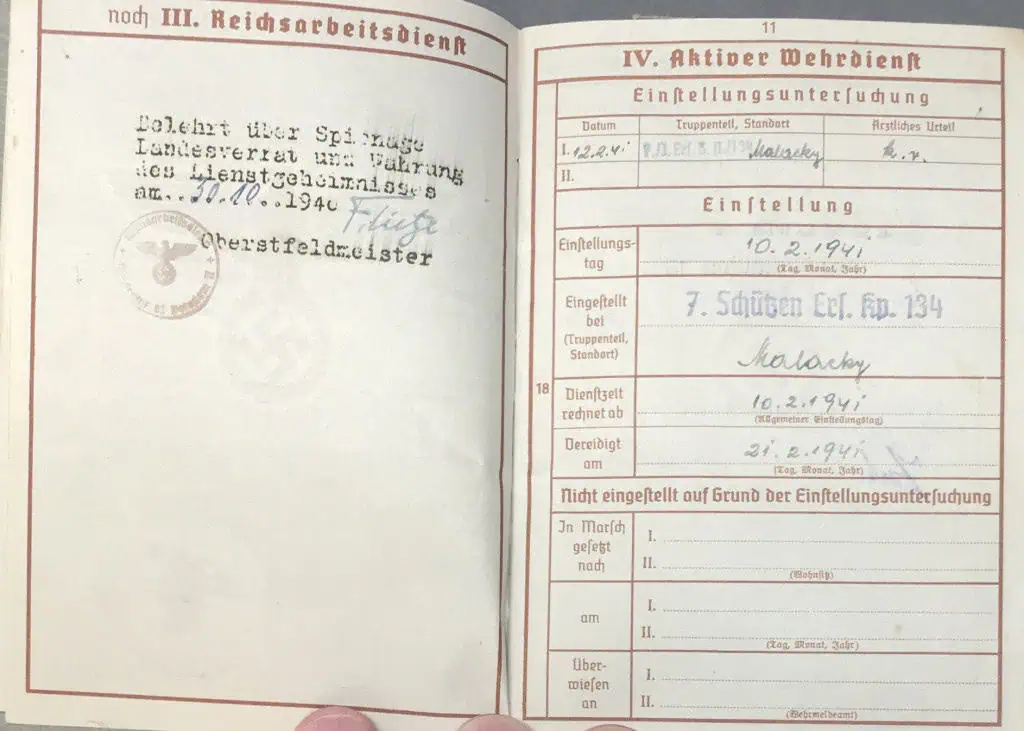 noch III. Reichsarbeitsdienst
Belehrt über Spionage
Landesverrat und Wahrung
des Dienstgeheimnisses
am..30.10..1940
Oberstfeldmeister
11
IV. Aktiver Wehrdienst
Einstellungsuntersuchung
Datum Truppenteil, Standort Ärztliches Urteil
I. 12.2.41 Malacky k.v.
II.
Einstellung
Einstellungs-
tag
10.2.1941
(Tag, Monat, Jahr)
Eingestellt
bei
(Truppenteil,
Standort)
7. Schützen Ers. Kp. 134
Malacky
18
Dienstzeit
rechnet ab
10.2.1941
(Allgemeiner Einstellungstag)
Vereidigt
am
21.2.1941
(Tag, Monat, Jahr)
Nicht eingestellt auf Grund der Einstellungsuntersuchung
In Marsch
gesetzt
nach
I.
II.
(Wohnsitz)
am
I.
II.
(Tag, Monat, Jahr)
Über-
wiesen
an
I.
II.
(Wehrmeldeamt)